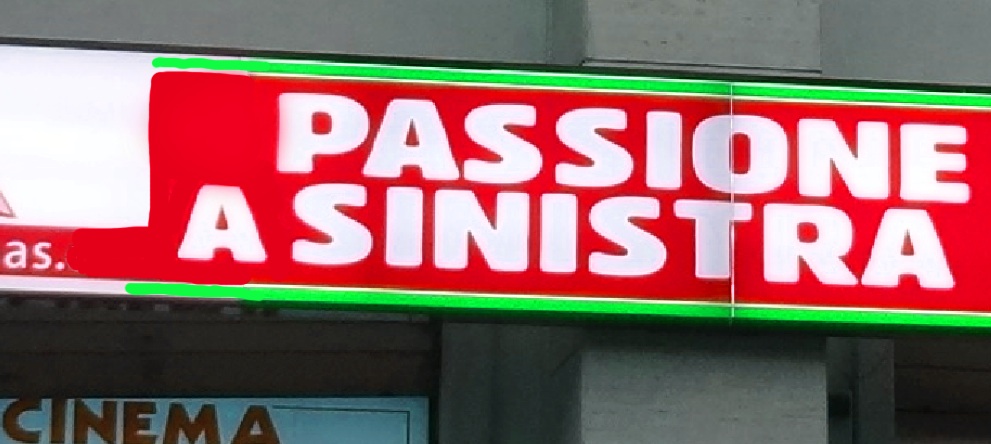 PASSIONE
A SINISTRA
as.
CINEMA